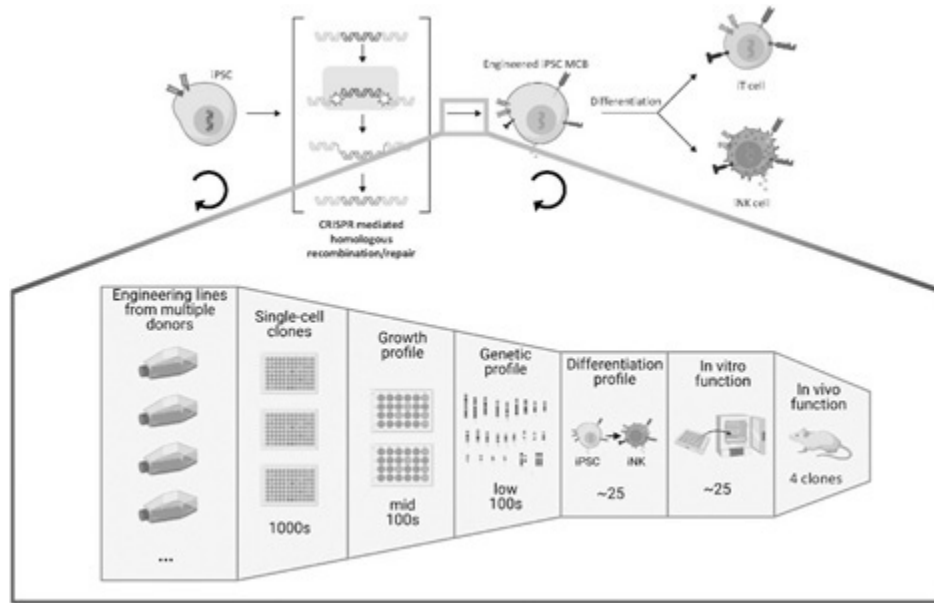 iPSC
CRISPR mediated
homologous
recombination/repair
Engineered iPSC MCB
Differentiation
iT cell
iNK cell
Engineering lines
from multiple
donors
...
Single-cell
clones
1000s
Growth
profile
mid
100s
Genetic
profile
low
100s
Differentiation
profile
iPSC
iNK
~25
In vitro
function
~25
In vivo
function
4 clones